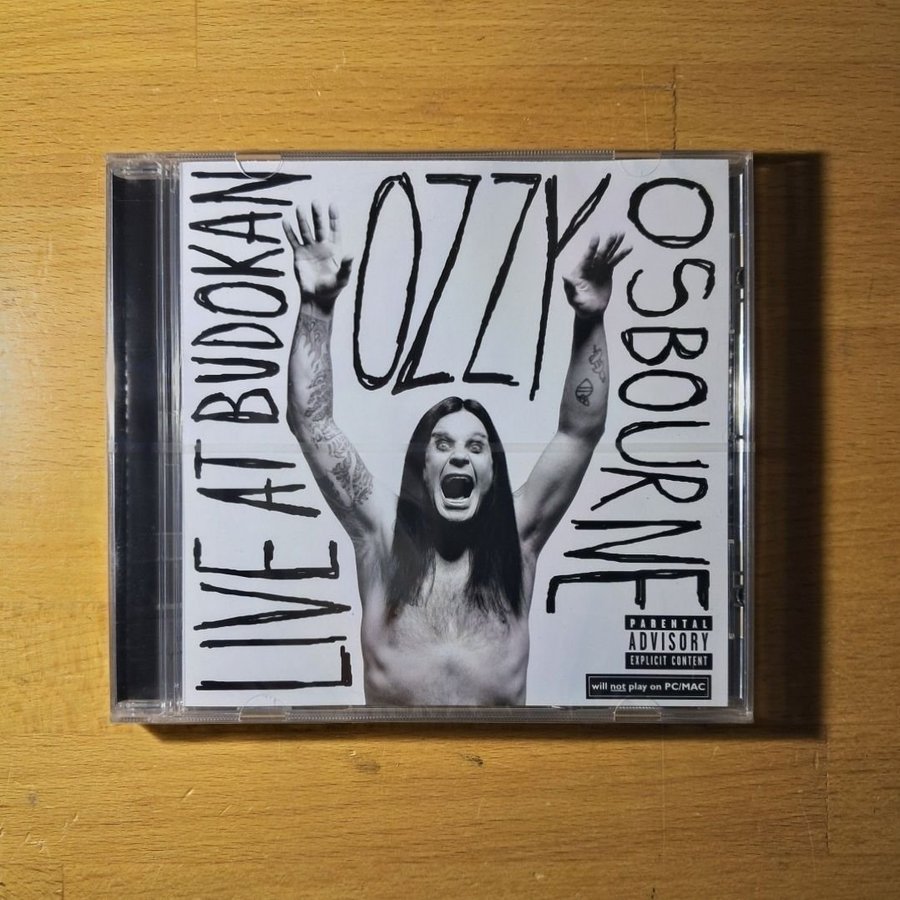 LIVE AT BUDOKAN
OZZY
OSBOURNE
PARENTAL
ADVISORY
EXPLICIT CONTENT
will not play on PC/MAC